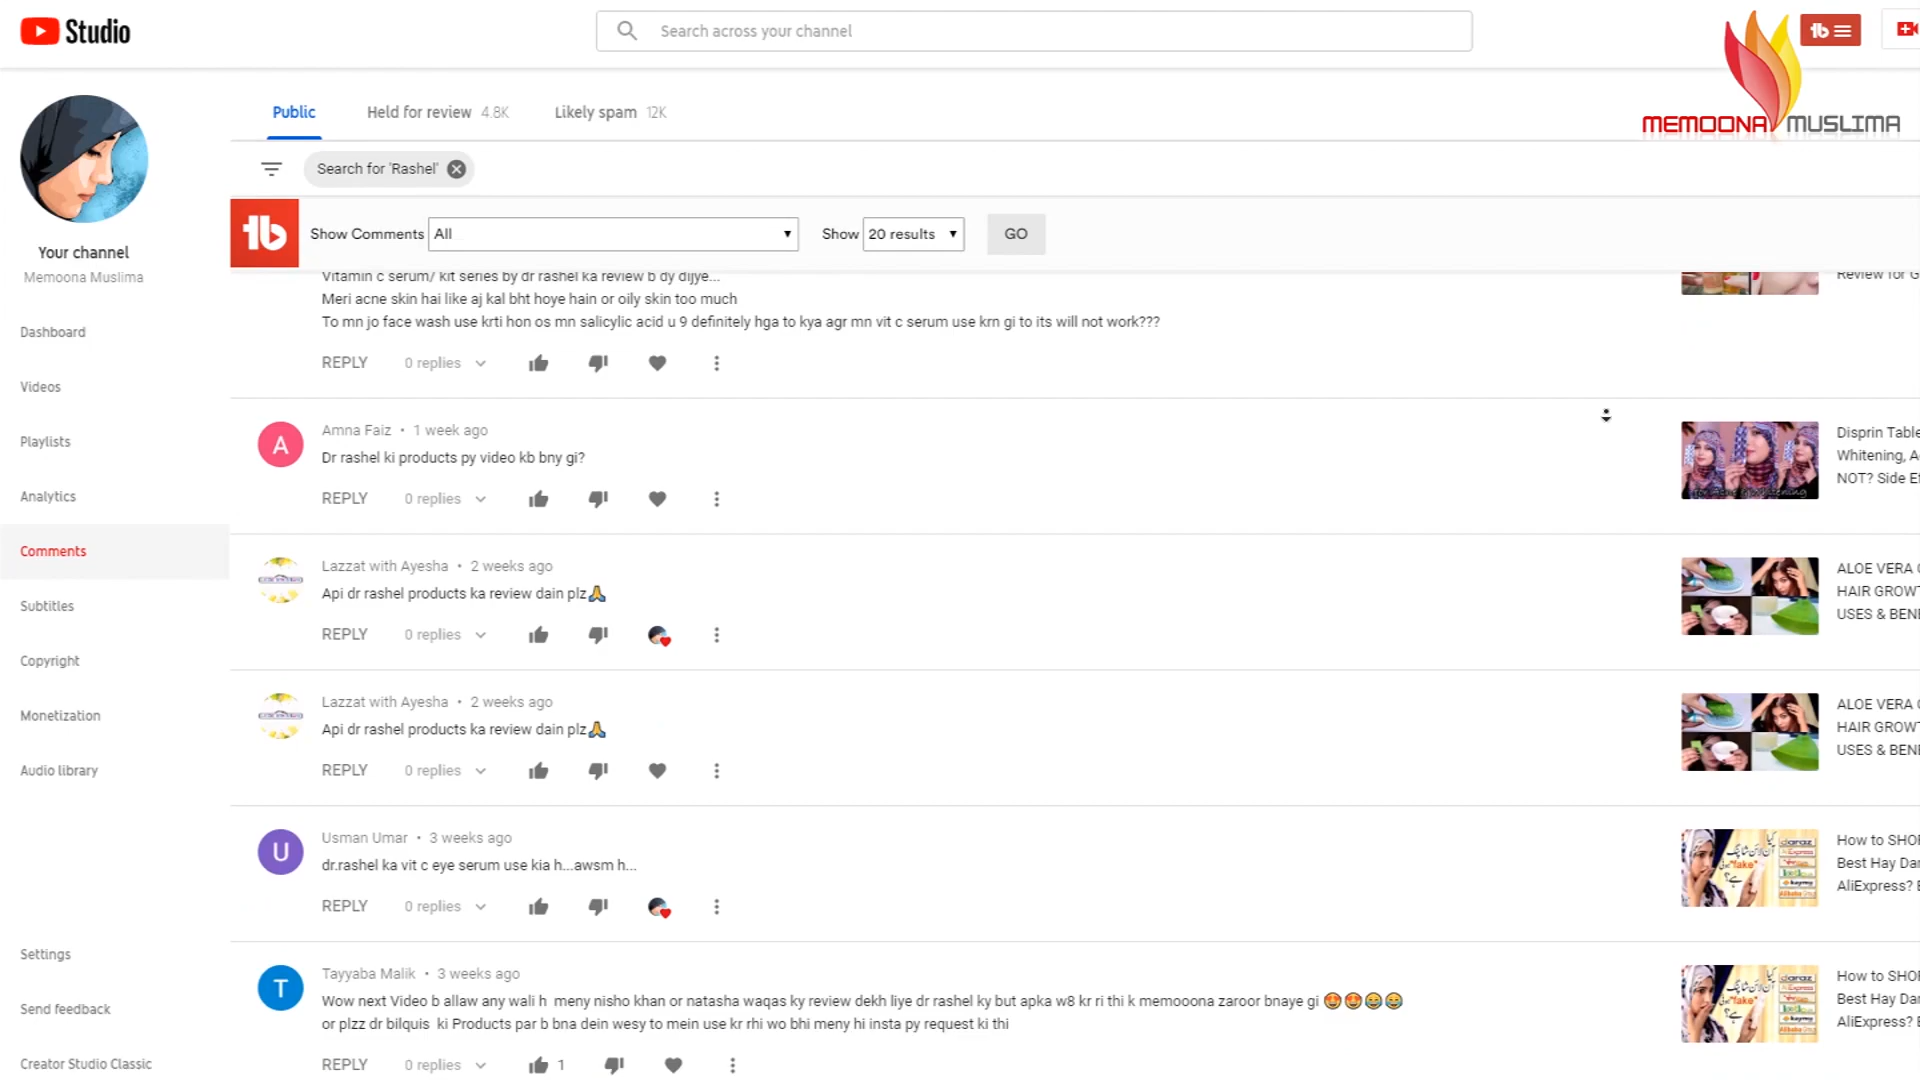 Studio
Search across your channel
MEMOONA MUSLIMA
Public
Held for review 4.8K
Likely spam 12K
Search for 'Rashel'
Show Comments All
Show 20 results
GO
Your channel
Memoona Muslima
Dashboard
Videos
Playlists
Analytics
Comments
Subtitles
Copyright
Monetization
Audio library
Settings
Send feedback
Creator Studio Classic
Vitamin c serum/ kit series by dr rashel ka review b dy dijye...
Meri acne skin hai like aj kal bht hoye hain or oily skin too much
To mn jo face wash use krti hon os mn salicylic acid u 9 definitely hga to kya agr mn vit c serum use krn gi to its will not work???
REPLY 0 replies
Review for G
Amna Faiz • 1 week ago
Dr rashel ki products py video kb bny gi?
REPLY 0 replies
Disprin Table
Whitening, A
NOT? Side Ef
Lazzat with Ayesha • 2 weeks ago
Api dr rashel products ka review dain plz🙏
REPLY 0 replies
ALOE VERA
HAIR GROWT
USES & BENE
Lazzat with Ayesha • 2 weeks ago
Api dr rashel products ka review dain plz🙏
REPLY 0 replies
ALOE VERA
HAIR GROWT
USES & BENE
Usman Umar • 3 weeks ago
dr.rashel ka vit c eye serum use kia h...awsm h...
REPLY 0 replies
How to SHO
Best Hay Dar
AliExpress? E
Tayyaba Malik • 3 weeks ago
Wow next Video b allaw any wali h meny nisho khan or natasha waqas ky review dekh liye dr rashel ky but apka w8 kr ri thi k memooona zaroor bnaye gi 😍😍😂😂
or plzz dr bilquis ki Products par b bna dein wesy to mein use kr rhi wo bhi meny hi insta py request ki thi
REPLY 0 replies 1
How to SHO
Best Hay Dar
AliExpress? E